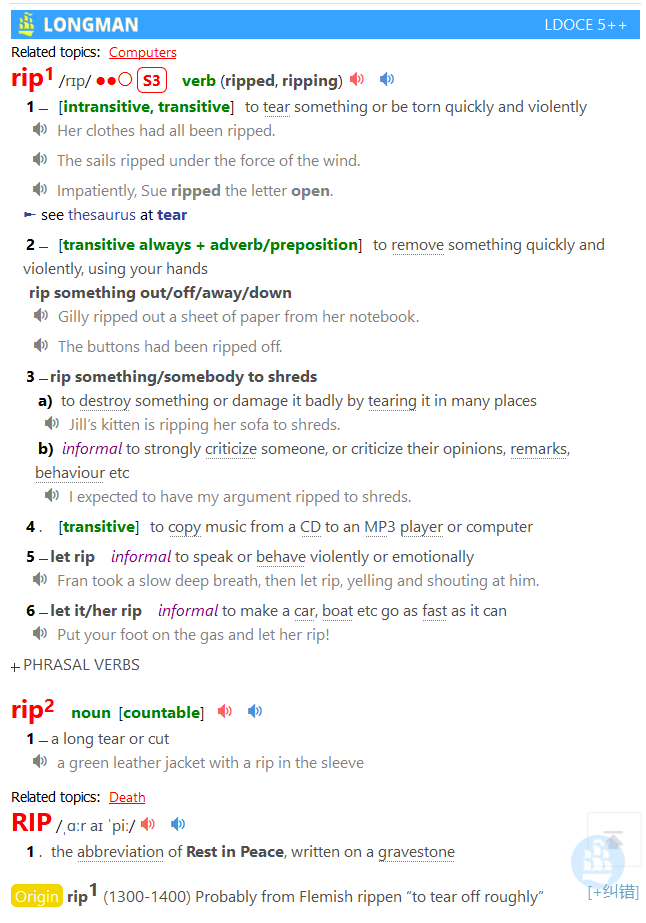 LONGMAN LDOCE 5++
Related topics: Computers
rip1 /rɪp/ ●●○ S3 verb (ripped, ripping)
1 – [intransitive, transitive] to tear something or be torn quickly and violently
Her clothes had all been ripped.
The sails ripped under the force of the wind.
Impatiently, Sue ripped the letter open.
► see thesaurus at tear
2 – [transitive always + adverb/preposition] to remove something quickly and
violently, using your hands
rip something out/off/away/down
Gilly ripped out a sheet of paper from her notebook.
The buttons had been ripped off.
3 – rip something/somebody to shreds
a) to destroy something or damage it badly by tearing it in many places
Jill’s kitten is ripping her sofa to shreds.
b) informal to strongly criticize someone, or criticize their opinions, remarks,
behaviour etc
I expected to have my argument ripped to shreds.
4 . [transitive] to copy music from a CD to an MP3 player or computer
5 – let rip informal to speak or behave violently or emotionally
Fran took a slow deep breath, then let rip, yelling and shouting at him.
6 – let it/her rip informal to make a car, boat etc go as fast as it can
Put your foot on the gas and let her rip!
+ PHRASAL VERBS
rip2 noun [countable]
1 – a long tear or cut
a green leather jacket with a rip in the sleeve
Related topics: Death
RIP /ˌɑːr aɪ ˈpiː/
1 . the abbreviation of Rest in Peace, written on a gravestone
[+纠错]
Origin rip1 (1300-1400) Probably from Flemish rippen “to tear off roughly”